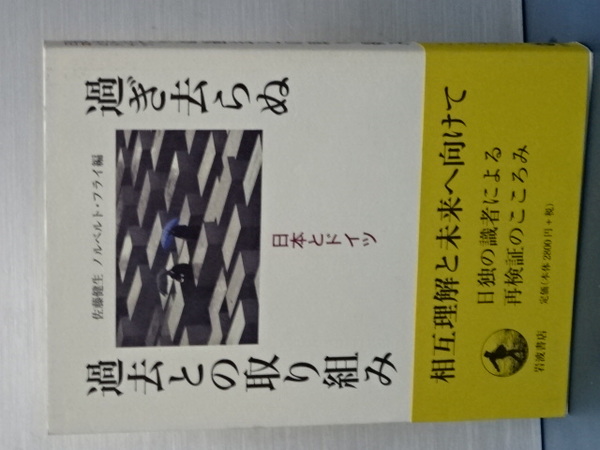 過ぎ去らぬ
過去との取り組み
佐藤健生 ノルベルト・フライ編
日本とドイツ
相互理解と未来へ向けて
日独の識者による
再検証のこころみ
定価(本体2800円+税)
岩波書店